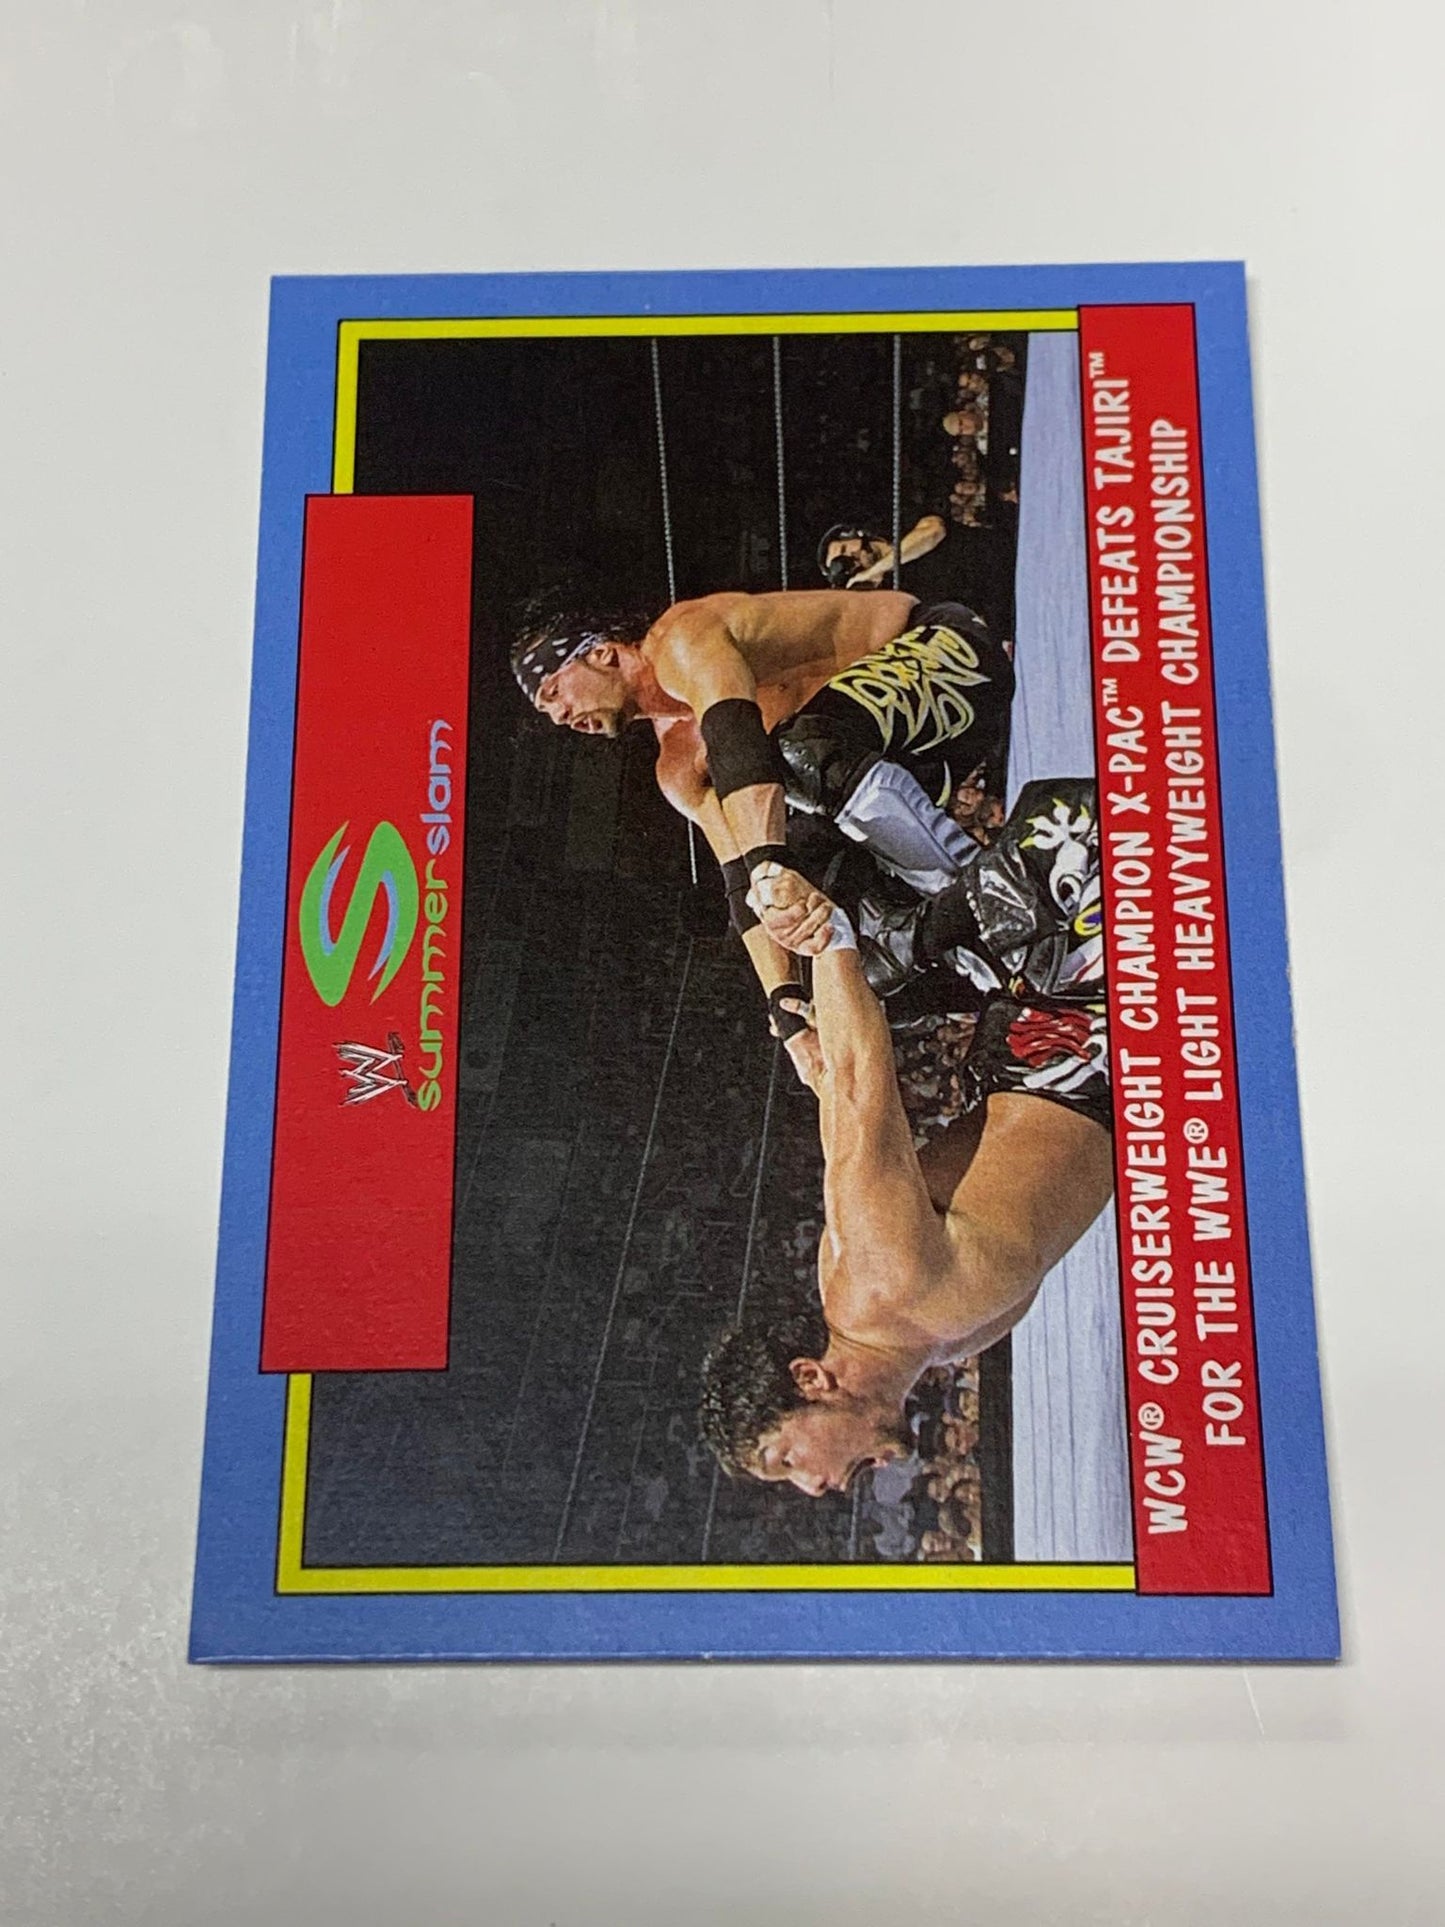 W
S
summerslam
WCW® CRUISERWEIGHT CHAMPION X-PAC™ DEFEATS TAJIRI™
FOR THE WWE® LIGHT HEAVYWEIGHT CHAMPIONSHIP